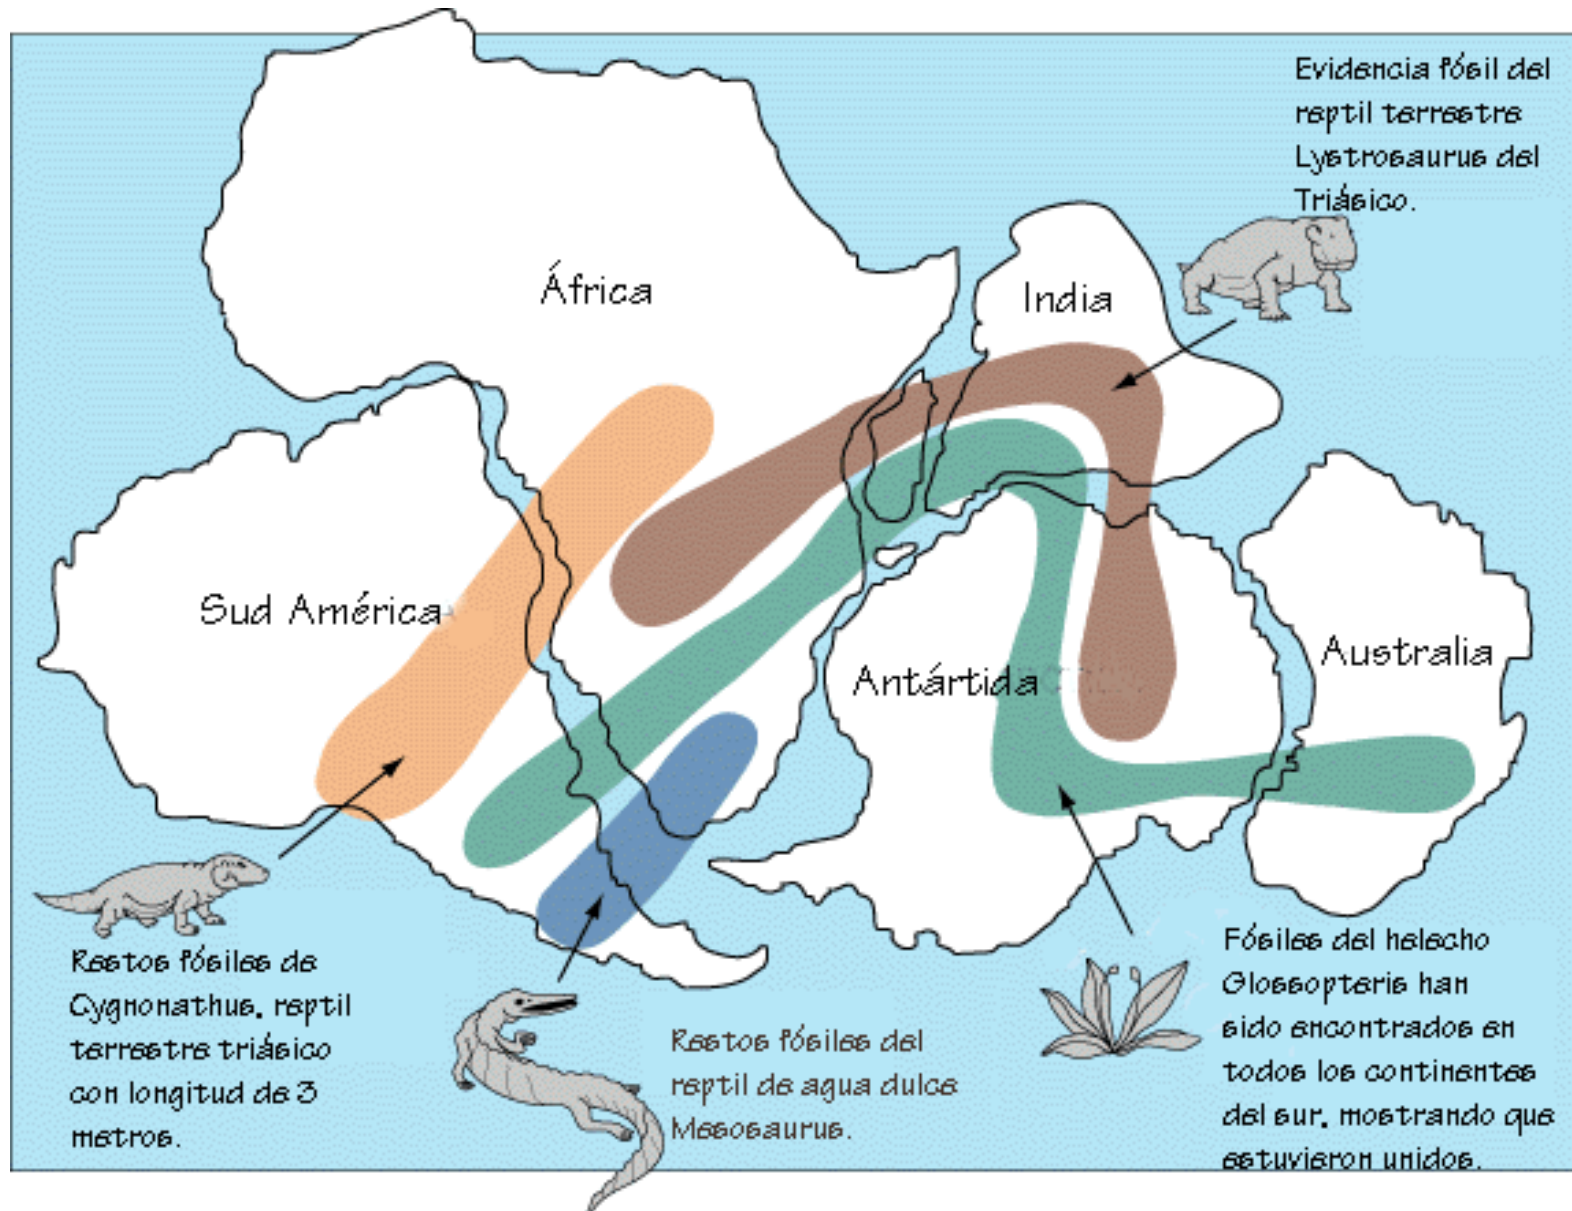 Evidencia fósil del
reptil terrestre
Lystrosaurus del
Triásico.
África
India
Sud América
Antártida
Australia
Restos fósiles de
Cygnonathus, reptil
terrestre triásico
con longitud de 3
metros.
Restos fósiles del
reptil de agua dulce
Mesosaurus.
Fósiles del helecho
Glossopteris han
sido encontrados en
todos los continentes
del sur, mostrando que
estuvieron unidos.